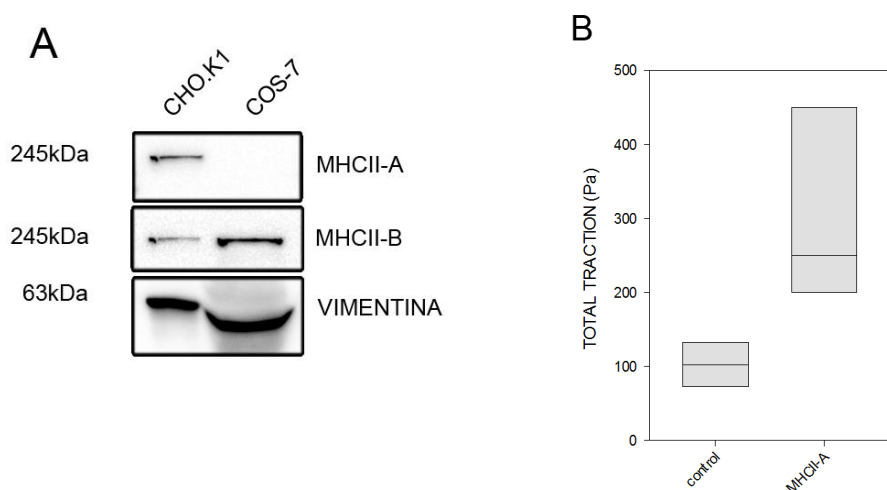 A
CHO.K1
COS-7
245kDa
MHCII-A
245kDa
MHCII-B
63kDa
VIMENTINA
B
TOTAL TRACTION (Pa)
500
400
300
200
100
0
control
MHCII-A